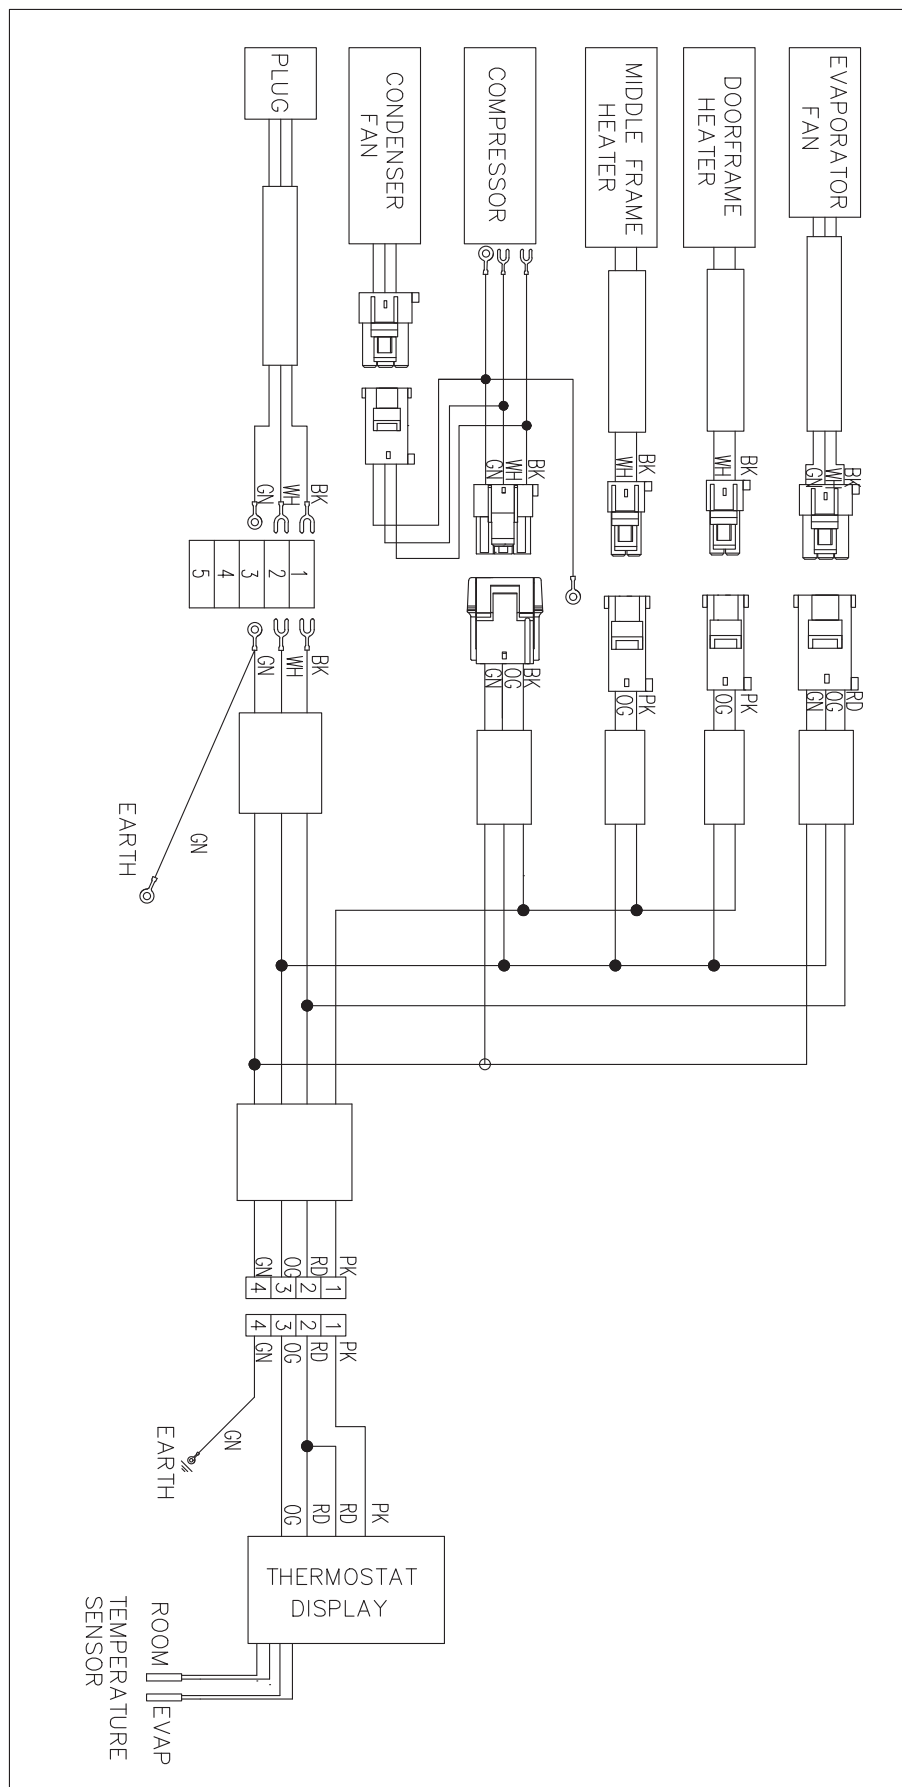 PLUG
CONDENSER
FAN
COMPRESSOR
MIDDLE FRAME
HEATER
DOORFRAME
HEATER
EVAPORATOR
FAN
GN
WH
BK
GN
WH
BK
WH
BK
WH
BK
GN
WH
BK
5
4
3
2
1
GN
WH
BK
GN
OG
BK
OG
PK
OG
PK
GN
OG
RD
EARTH
GN
GN
OG
RD
PK
4
3
2
1
4
3
2
1
GN
OG
RD
PK
EARTH
GN
OG
RD
RD
PK
THERMOSTAT
DISPLAY
ROOM
EVAP
TEMPERATURE
SENSOR